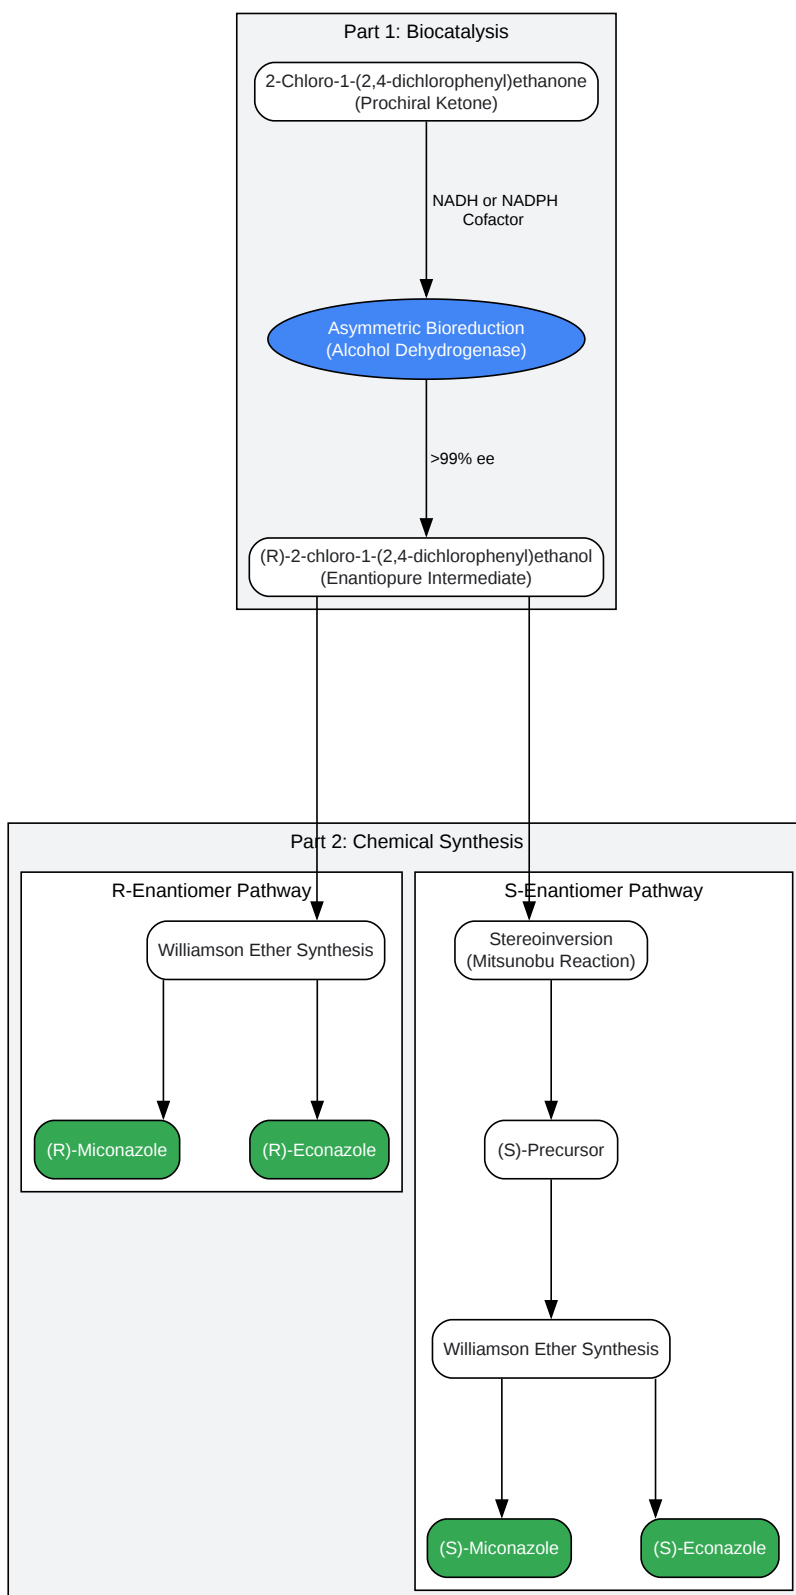 Part 1: Biocatalysis
2-Chloro-1-(2,4-dichlorophenyl)ethanone
(Prochiral Ketone)
NADH or NADPH
Cofactor
Asymmetric Bioreduction
(Alcohol Dehydrogenase)
>99% ee
(R)-2-chloro-1-(2,4-dichlorophenyl)ethanol
(Enantiopure Intermediate)
Part 2: Chemical Synthesis
R-Enantiomer Pathway
Williamson Ether Synthesis
(R)-Miconazole
(R)-Econazole
S-Enantiomer Pathway
Stereoinversion
(Mitsunobu Reaction)
(S)-Precursor
Williamson Ether Synthesis
(S)-Miconazole
(S)-Econazole